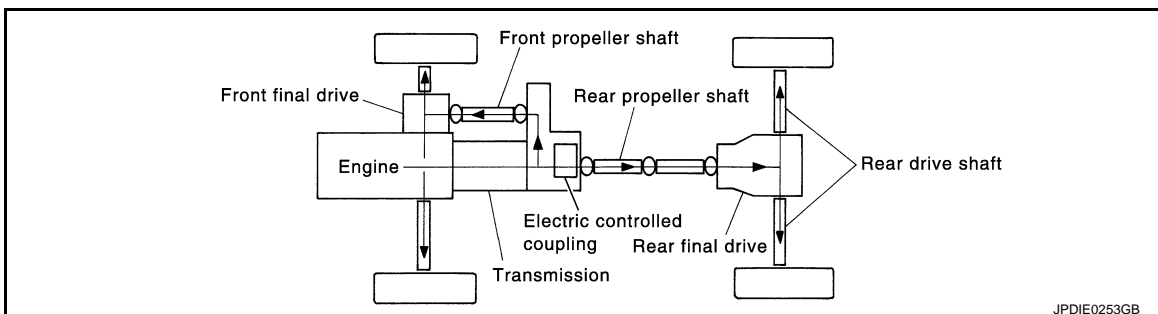 Front propeller shaft
Front final drive
Rear propeller shaft
Engine
Rear drive shaft
Electric controlled
coupling
Rear final drive
Transmission
JPDIE0253GB